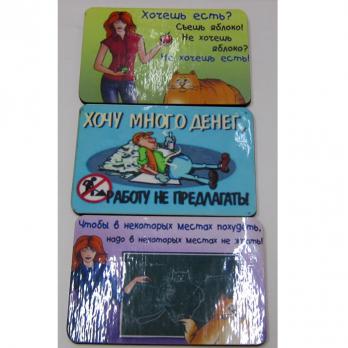 Хочешь есть?
Съешь яблоко!
Не хочешь
яблоко?
Не хочешь есть!
ХОЧУ МНОГО ДЕНЕГ,
РАБОТУ НЕ ПРЕДЛАГАТЬ!
Чтобы в некоторых местах похудеть,
надо в некоторых местах не жрать!